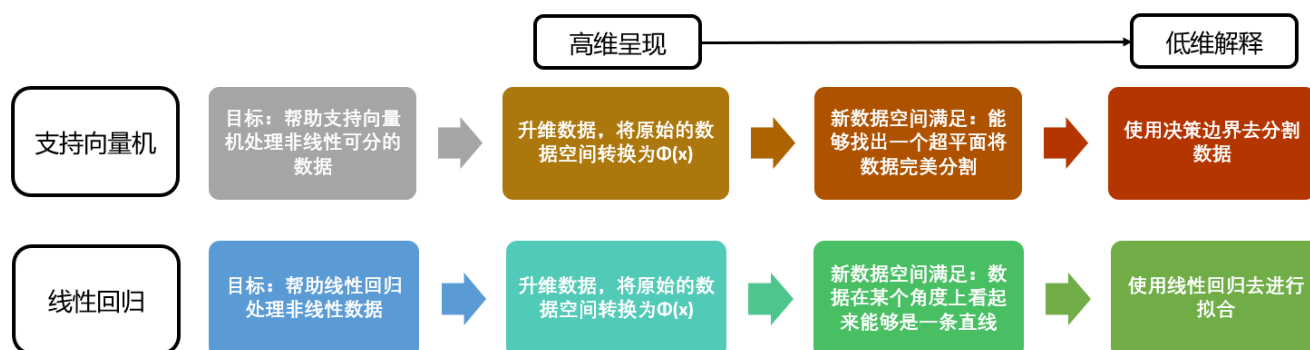 高维呈现
低维解释
支持向量机
目标：帮助支持向量
机处理非线性可分的
数据
升维数据，将原始的数
据空间转换为Φ(x)
新数据空间满足：能
够找出一个超平面将
数据完美分割
使用决策边界去分割
数据
线性回归
目标：帮助线性回归
处理非线性数据
升维数据，将原始的数
据空间转换为Φ(x)
新数据空间满足：数
据在某个角度上看起
来能够是一条直线
使用线性回归去进行
拟合